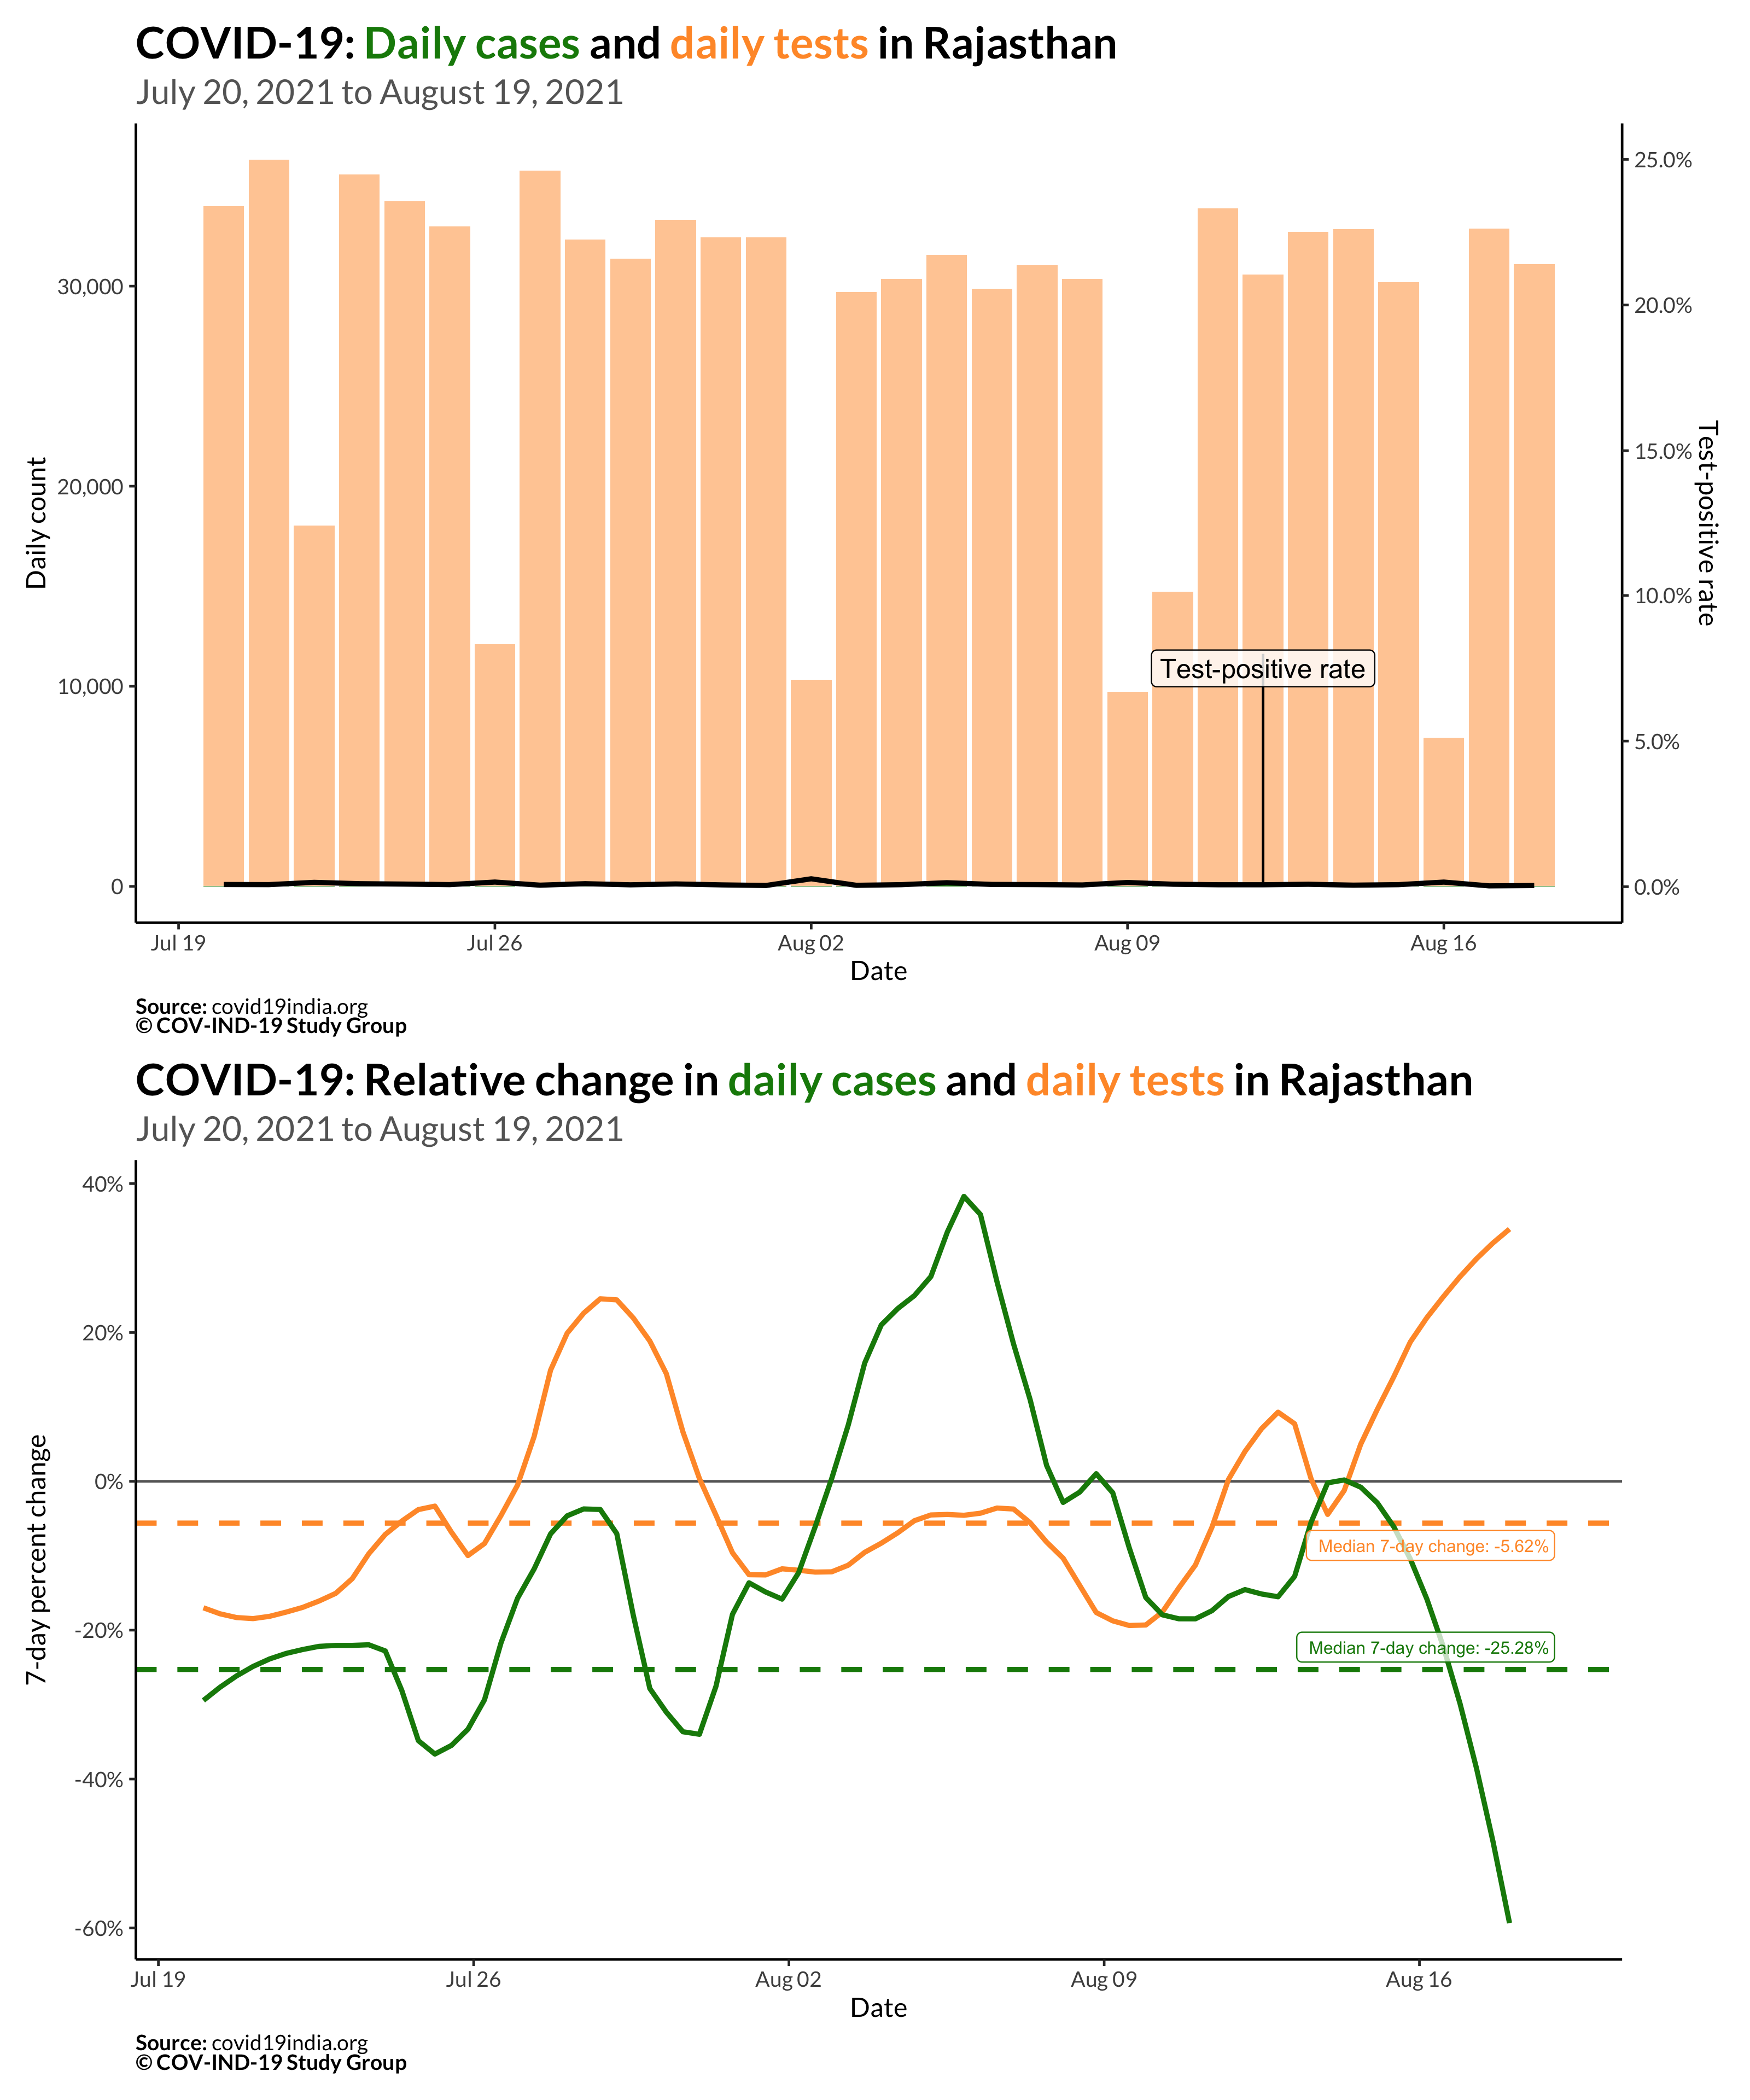 COVID-19: Daily cases and daily tests in Rajasthan
July 20, 2021 to August 19, 2021
Daily count
30,000
20,000
10,000
0
25.0%
20.0%
15.0%
10.0%
5.0%
0.0%
Test-positive rate
Test-positive rate
Jul 19
Jul 26
Aug 02
Aug 09
Aug 16
Date
Source: covid19india.org
© COV-IND-19 Study Group
COVID-19: Relative change in daily cases and daily tests in Rajasthan
July 20, 2021 to August 19, 2021
7-day percent change
40%
20%
0%
-20%
-40%
-60%
Median 7-day change: -5.62%
Median 7-day change: -25.28%
Jul 19
Jul 26
Aug 02
Aug 09
Aug 16
Date
Source: covid19india.org
© COV-IND-19 Study Group